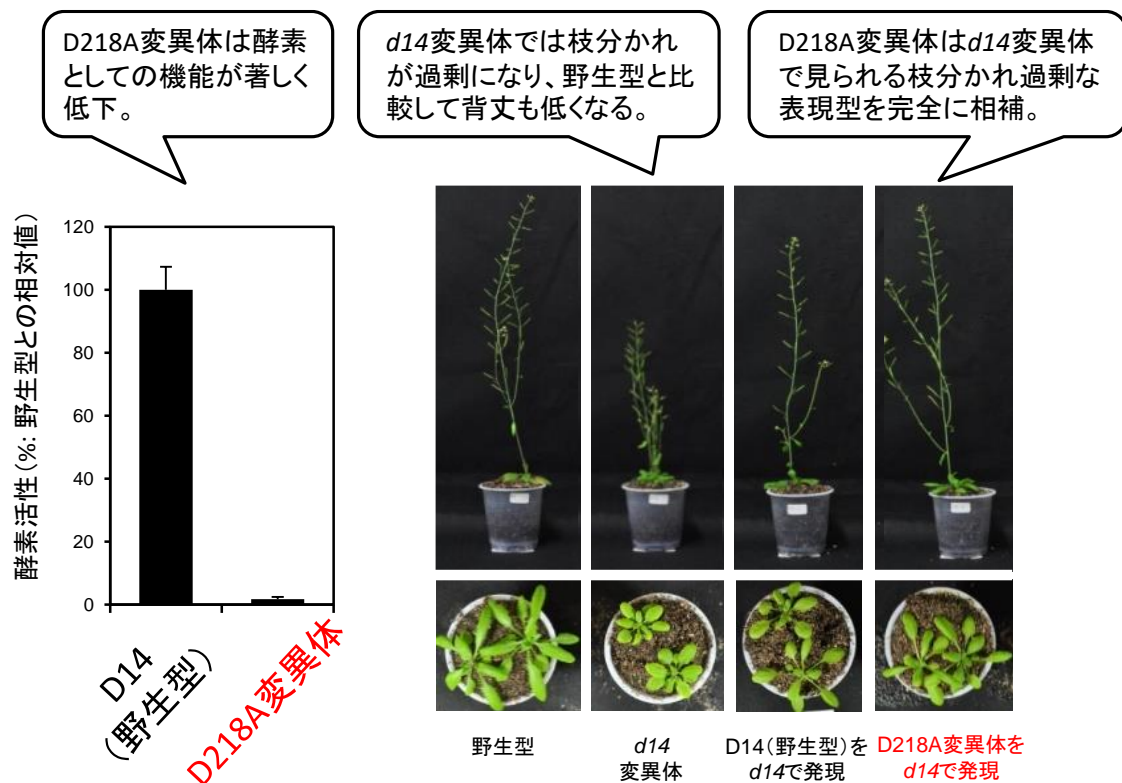 D218A変異体は酵素
としての機能が著しく
低下。
d14変異体では枝分かれ
が過剰になり、野生型と比
較して背丈も低くなる。
D218A変異体はd14変異体
で見られる枝分かれ過剰な
表現型を完全に相補。
酵素活性(%: 野生型との相対値)
120
100
80
60
40
20
0
D14
(野生型)
D218A変異体
野生型
d14
変異体
D14(野生型)を
d14で発現
D218A変異体を
d14で発現